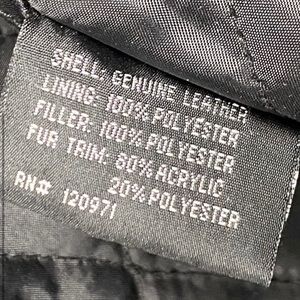 SHELL: GENUINE LEATHER
LINING: 100% POLYESTER
FILLER: 100% POLYESTER
FUR TRIM: 80% ACRYLIC
20% POLYESTER
RN# 120971